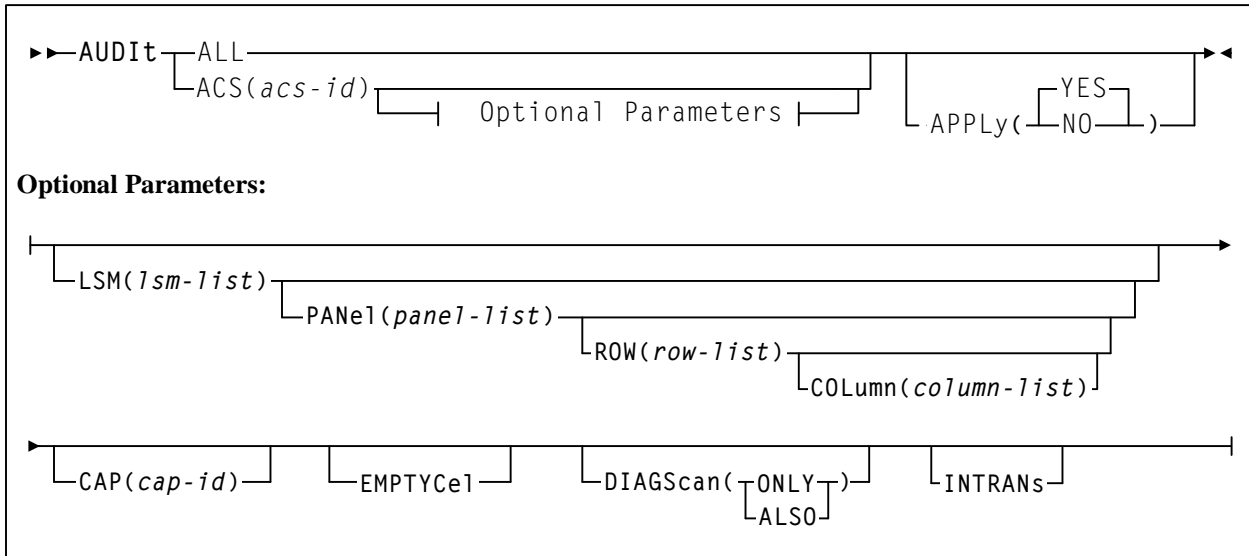 AUDIt ALL
ACS(acs-id) YES
Optional Parameters APPLy( NO )
Optional Parameters:
LSM(lsm-list)
PANel(panel-list)
ROW(row-list)
COLumn(column-list)
CAP(cap-id) EMPTYCel DIAGScan( ONLY ) INTRANs
ALSO